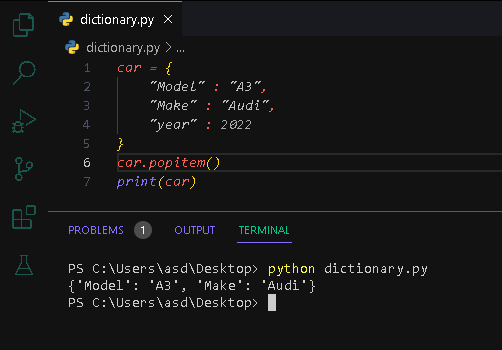 dictionary.py ×
dictionary.py > ...
1 car = {
2 "Model" : "A3",
3 "Make" : "Audi",
4 "year" : 2022
5 }
6 car.popitem()
7 print(car)
PROBLEMS 1 OUTPUT TERMINAL
PS C:\Users\asd\Desktop> python dictionary.py
{'Model': 'A3', 'Make': 'Audi'}
PS C:\Users\asd\Desktop>